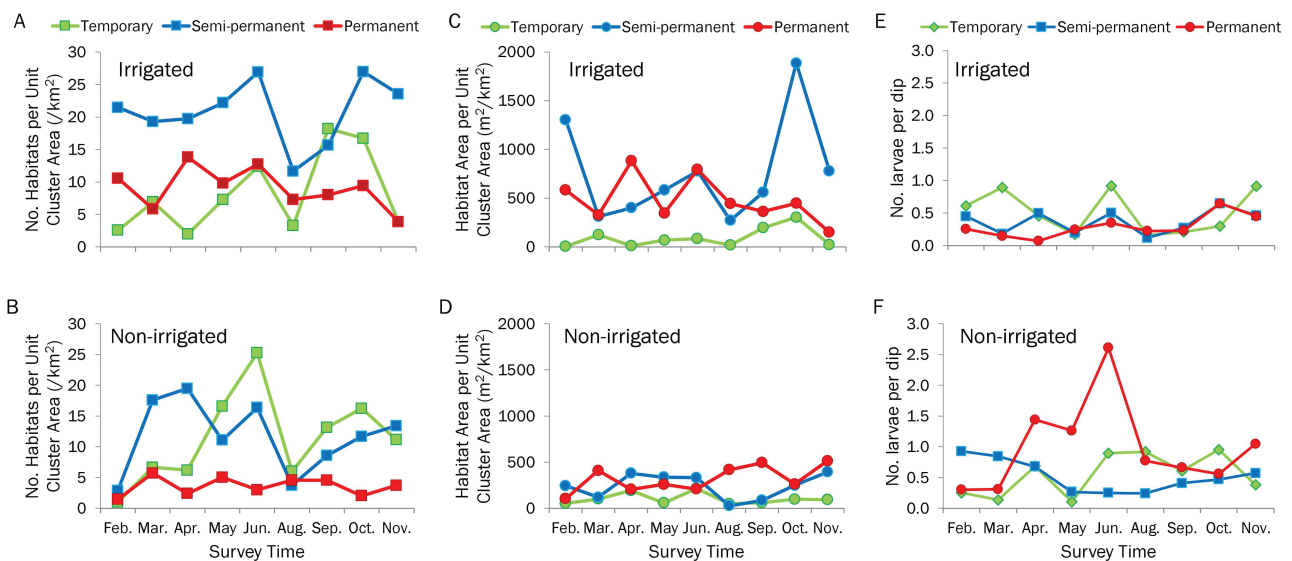 A
Temporary
Semi-permanent
Permanent
No. Habitats per Unit
Cluster Area (/km²)
30
25
20
15
10
5
0
Irrigated
C
Temporary
Semi-permanent
Permanent
Habitat Area per Unit
Cluster Area (m²/km²)
2000
1500
1000
500
0
Irrigated
E
Temporary
Semi-permanent
Permanent
No. larvae per dip
3.0
2.5
2.0
1.5
1.0
0.5
0.0
Irrigated
B
No. Habitats per Unit
Cluster Area (/km²)
30
25
20
15
10
5
0
Non-irrigated
Feb. Mar. Apr. May Jun. Aug. Sep. Oct. Nov.
Survey Time
D
Habitat Area per Unit
Cluster Area (m²/km²)
2000
1500
1000
500
0
Non-irrigated
Feb. Mar. Apr. May Jun. Aug. Sep. Oct. Nov.
Survey Time
F
No. larvae per dip
3.0
2.5
2.0
1.5
1.0
0.5
0.0
Non-irrigated
Feb. Mar. Apr. May Jun. Aug. Sep. Oct. Nov.
Survey Time